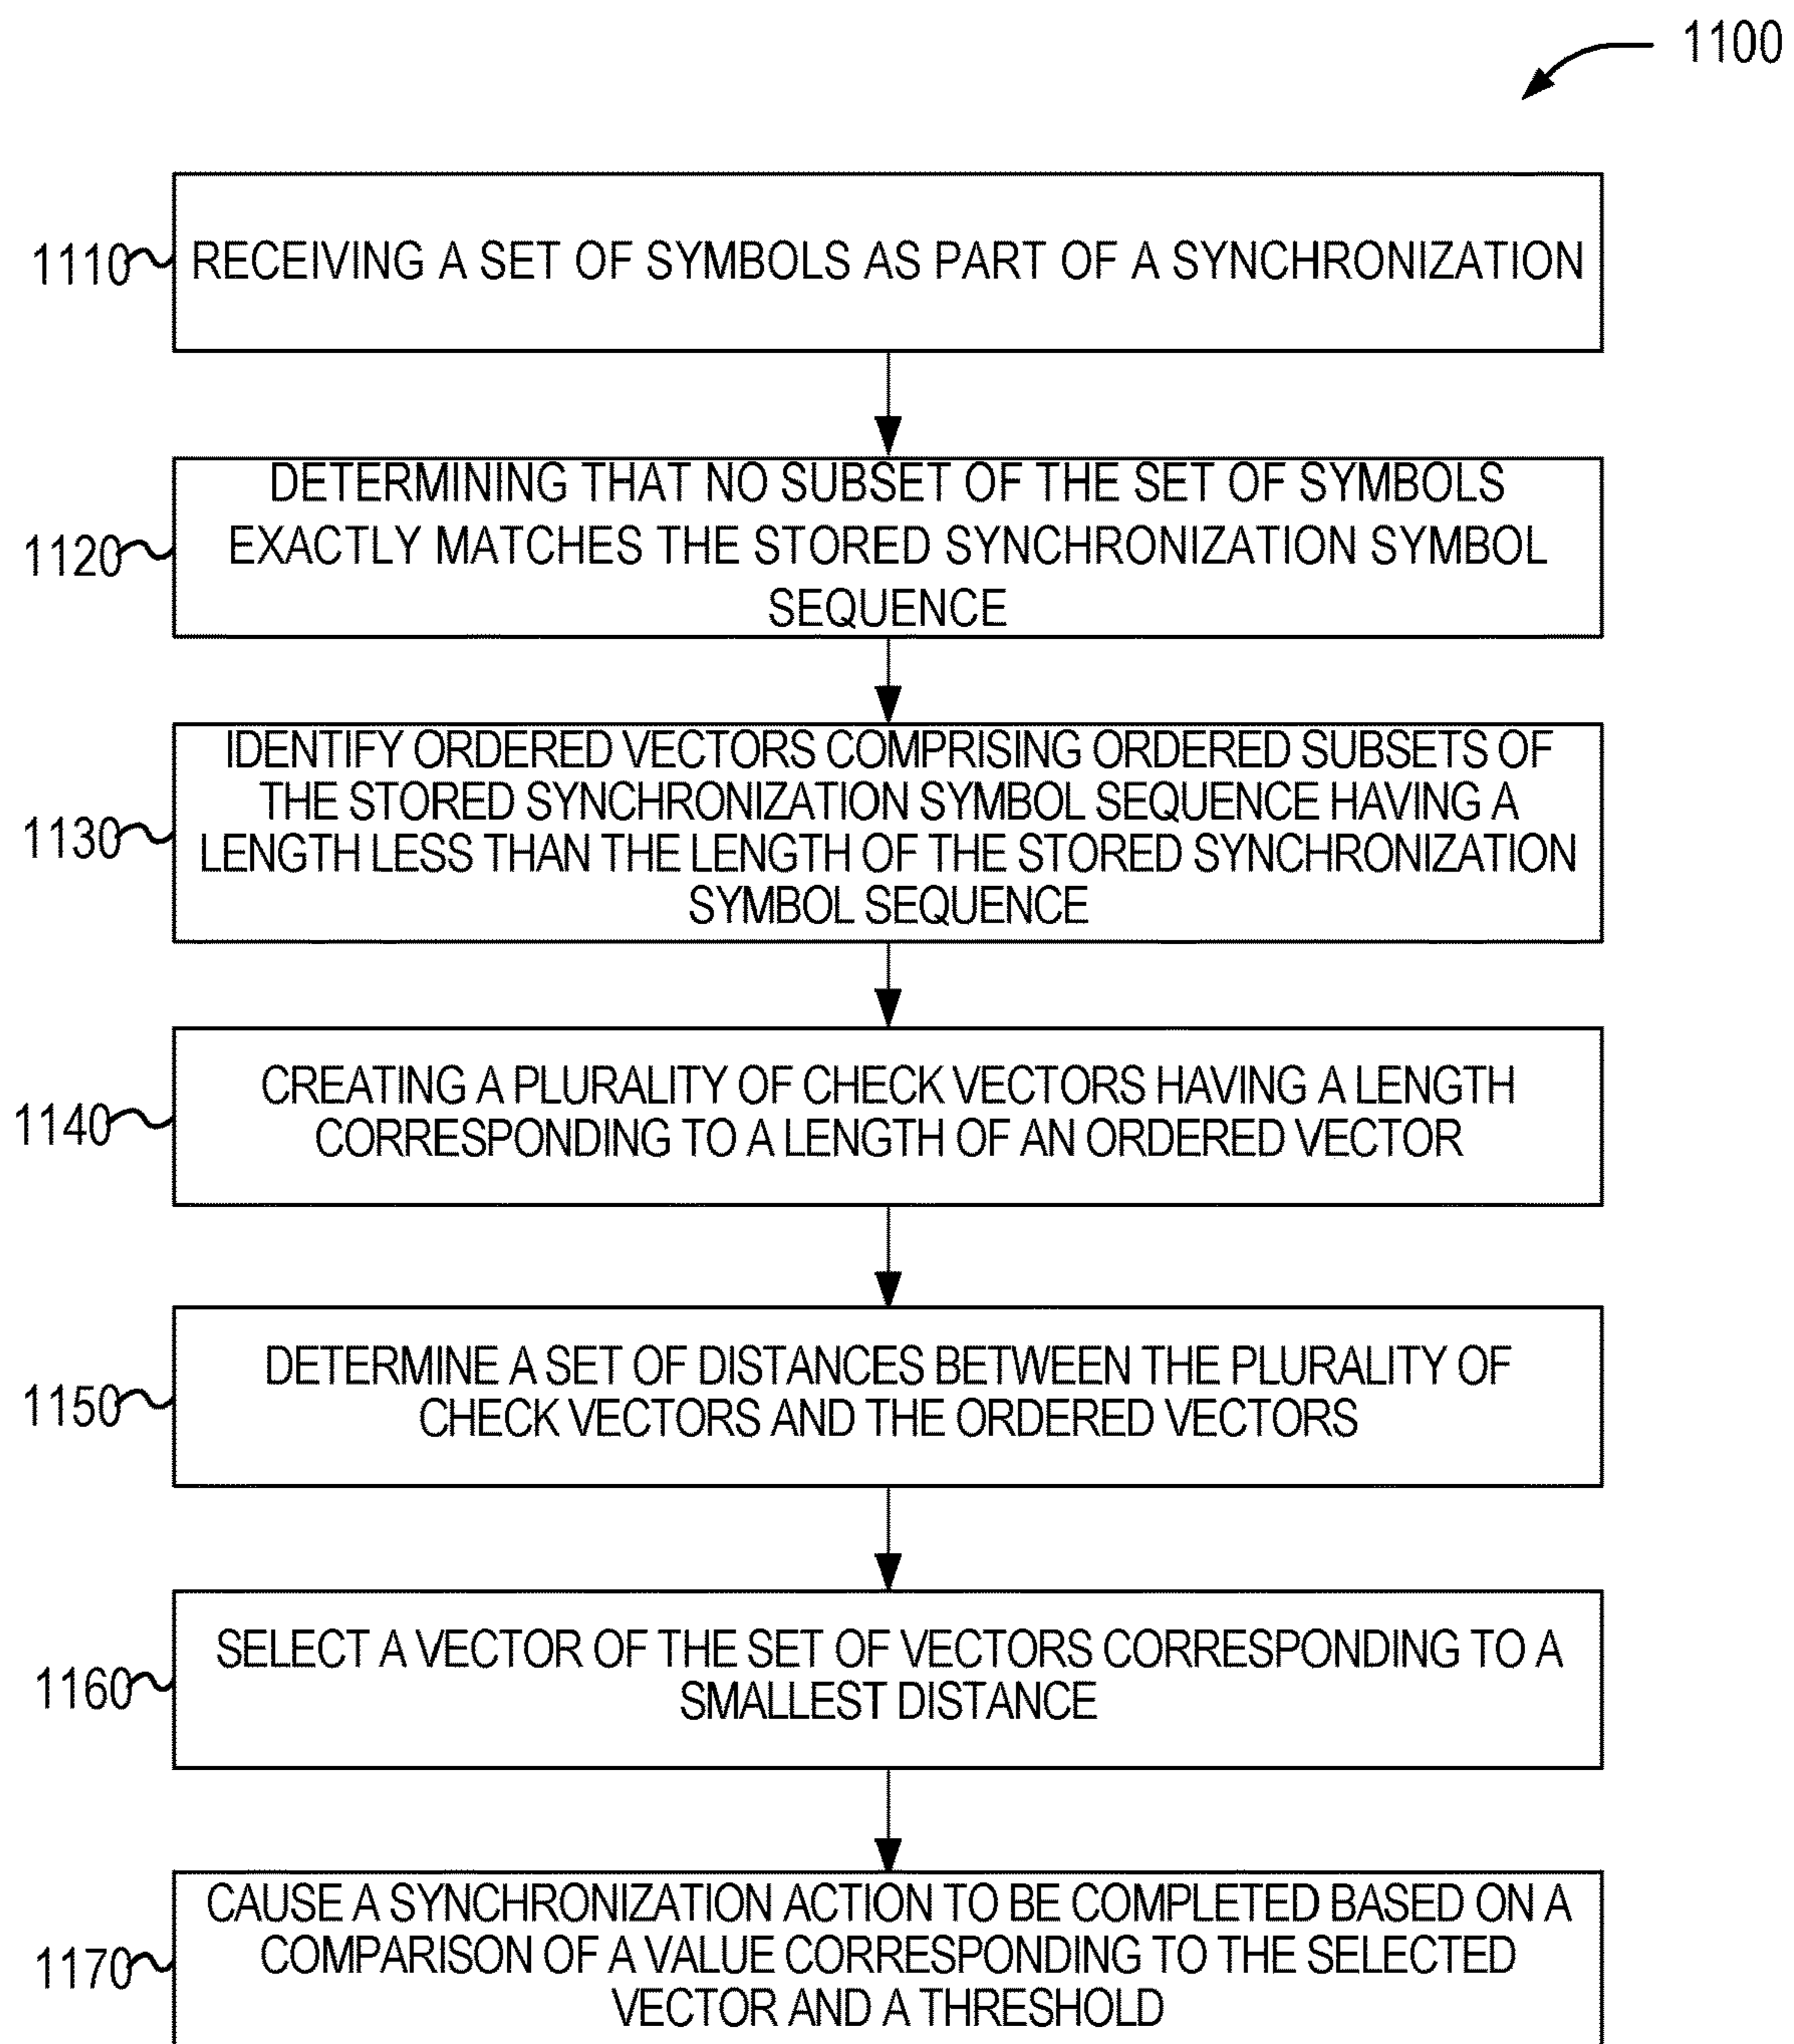 1100
1110
RECEIVING A SET OF SYMBOLS AS PART OF A SYNCHRONIZATION
1120
DETERMINING THAT NO SUBSET OF THE SET OF SYMBOLS
EXACTLY MATCHES THE STORED SYNCHRONIZATION SYMBOL
SEQUENCE
1130
IDENTIFY ORDERED VECTORS COMPRISING ORDERED SUBSETS OF
THE STORED SYNCHRONIZATION SYMBOL SEQUENCE HAVING A
LENGTH LESS THAN THE LENGTH OF THE STORED SYNCHRONIZATION
SYMBOL SEQUENCE
1140
CREATING A PLURALITY OF CHECK VECTORS HAVING A LENGTH
CORRESPONDING TO A LENGTH OF AN ORDERED VECTOR
1150
DETERMINE A SET OF DISTANCES BETWEEN THE PLURALITY OF
CHECK VECTORS AND THE ORDERED VECTORS
1160
SELECT A VECTOR OF THE SET OF VECTORS CORRESPONDING TO A
SMALLEST DISTANCE
1170
CAUSE A SYNCHRONIZATION ACTION TO BE COMPLETED BASED ON A
COMPARISON OF A VALUE CORRESPONDING TO THE SELECTED
VECTOR AND A THRESHOLD